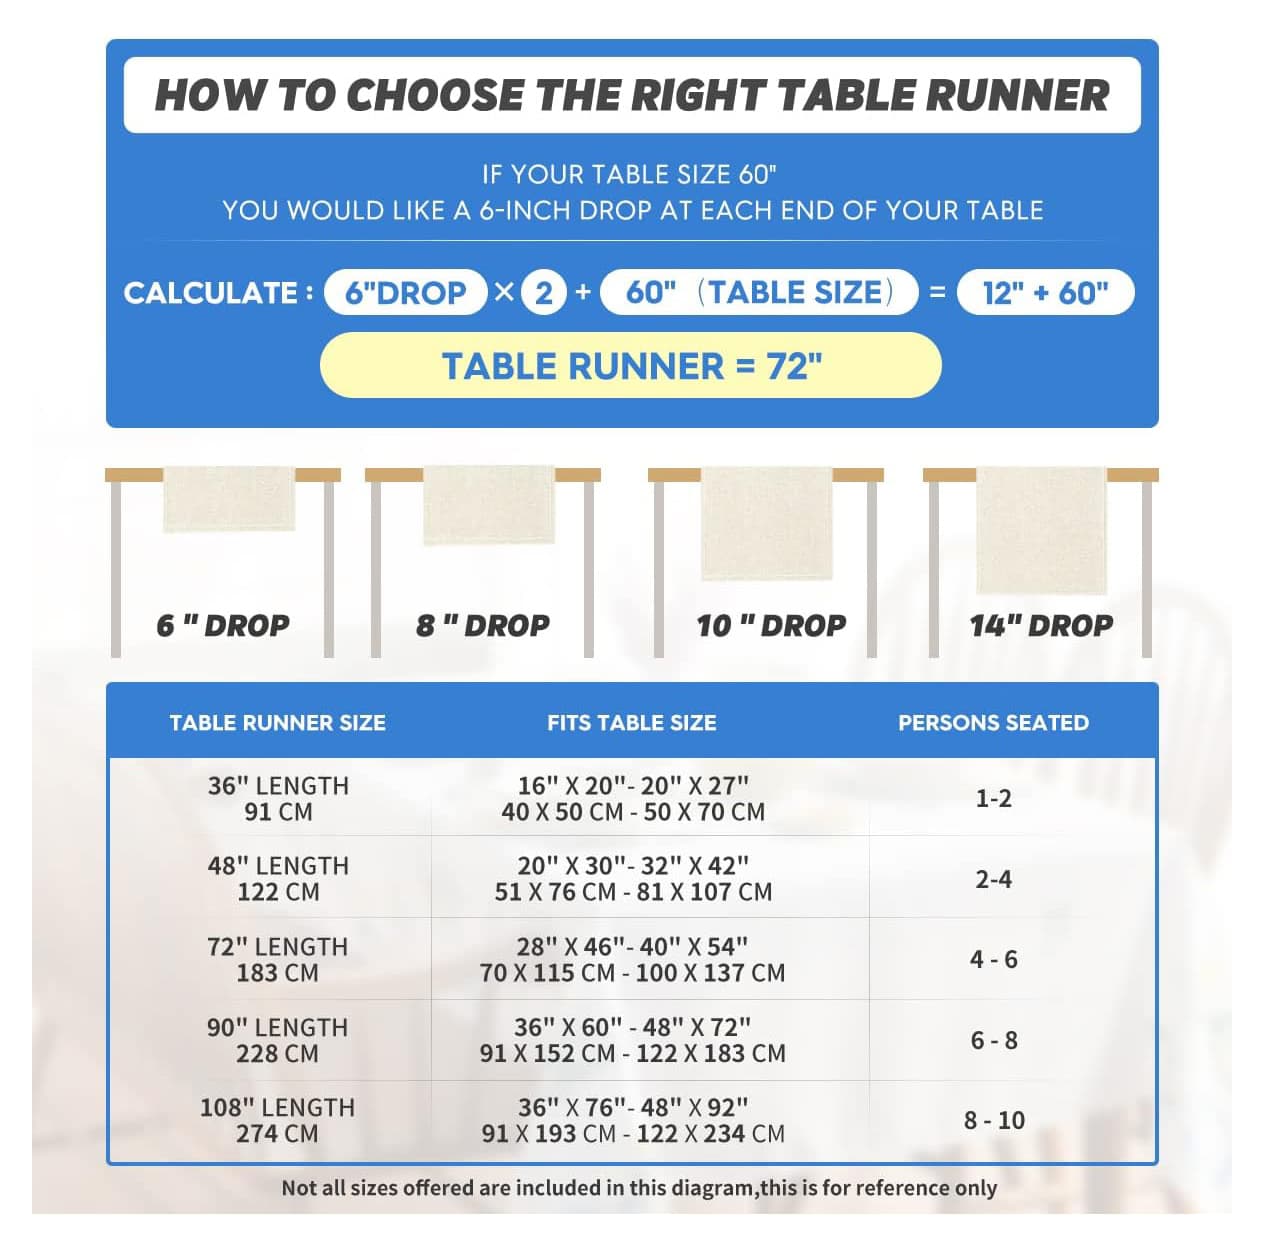 HOW TO CHOOSE THE RIGHT TABLE RUNNER
IF YOUR TABLE SIZE 60"
YOU WOULD LIKE A 6-INCH DROP AT EACH END OF YOUR TABLE
CALCULATE : 6"DROP × 2 + 60" (TABLE SIZE) = 12" + 60"
TABLE RUNNER = 72"
6 " DROP 8 " DROP 10 " DROP 14" DROP
TABLE RUNNER SIZE FITS TABLE SIZE PERSONS SEATED
36" LENGTH 16" X 20"- 20" X 27"
91 CM 40 X 50 CM - 50 X 70 CM
1-2
48" LENGTH 20" X 30"- 32" X 42"
122 CM 51 X 76 CM - 81 X 107 CM
2-4
72" LENGTH 28" X 46"- 40" X 54"
183 CM 70 X 115 CM - 100 X 137 CM
4 - 6
90" LENGTH 36" X 60" - 48" X 72"
228 CM 91 X 152 CM - 122 X 183 CM
6 - 8
108" LENGTH 36" X 76"- 48" X 92"
274 CM 91 X 193 CM - 122 X 234 CM
8 - 10
Not all sizes offered are included in this diagram,this is for reference only